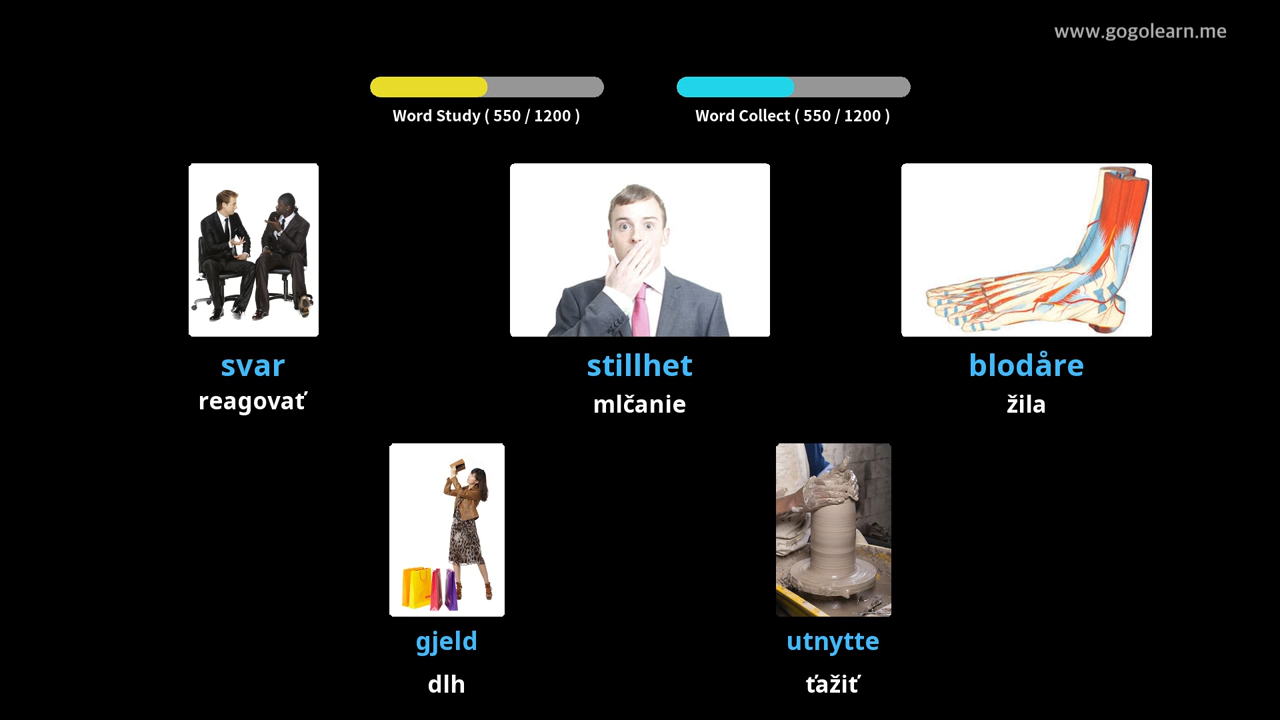 www.gogolearn.me
Word Study ( 550 / 1200 )
Word Collect ( 550 / 1200 )
svar
reagovať
stillhet
mlčanie
blodåre
žila
gjeld
dlh
utnytte
ťažiť